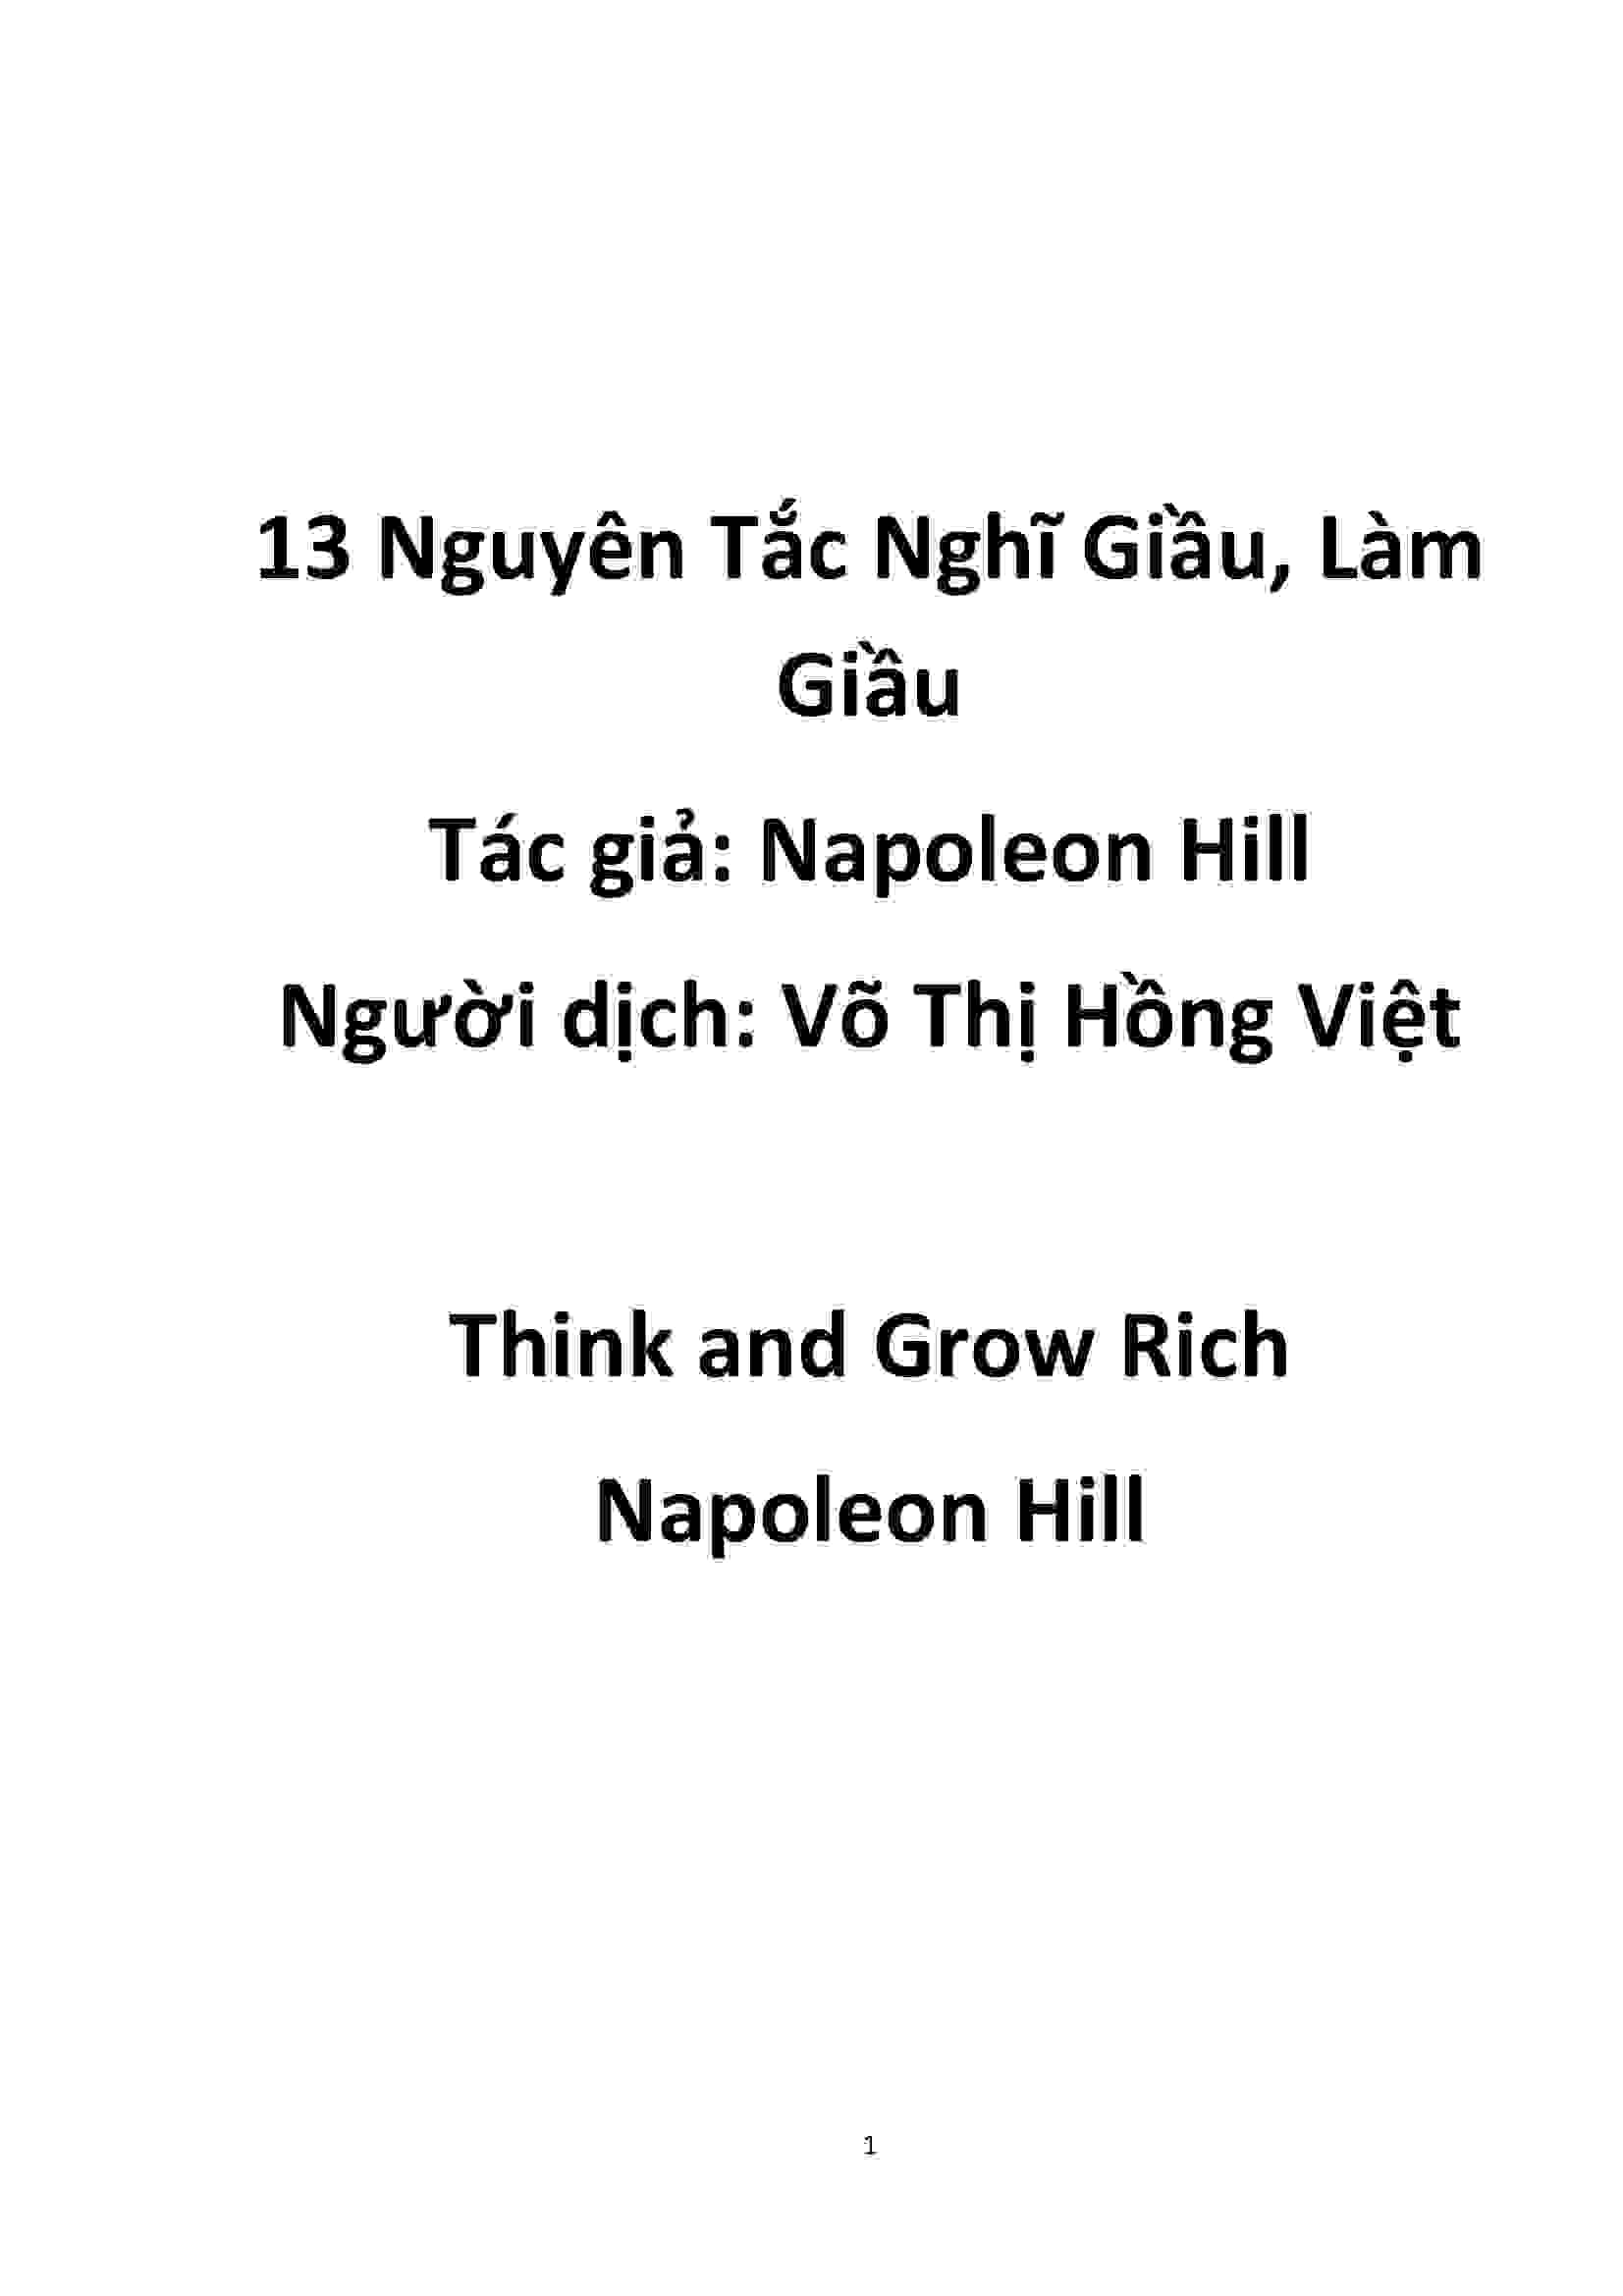 13 Nguyên Tắc Nghĩ Giầu, Làm
Giầu
Tác giả: Napoleon Hill
Người dịch: Võ Thị Hồng Việt
Think and Grow Rich
Napoleon Hill
1